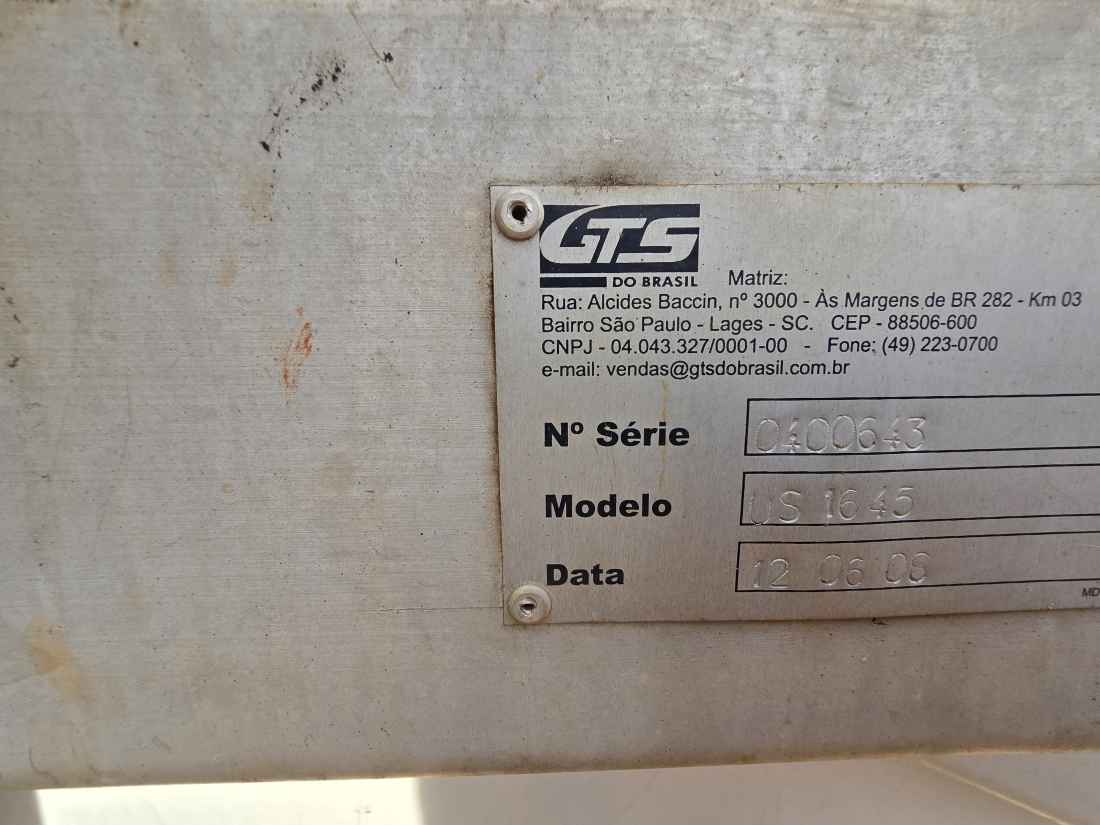 GTS
DO BRASIL
Matriz:
Rua: Alcides Baccin, nº 3000 - Às Margens de BR 282 - Km 03
Bairro São Paulo - Lages - SC. CEP - 88506-600
CNPJ - 04.043.327/0001-00 - Fone: (49) 223-0700
e-mail: vendas@gtsdobrasil.com.br
Nº Série 0400643
Modelo US 1645
Data 12 06 08
MD